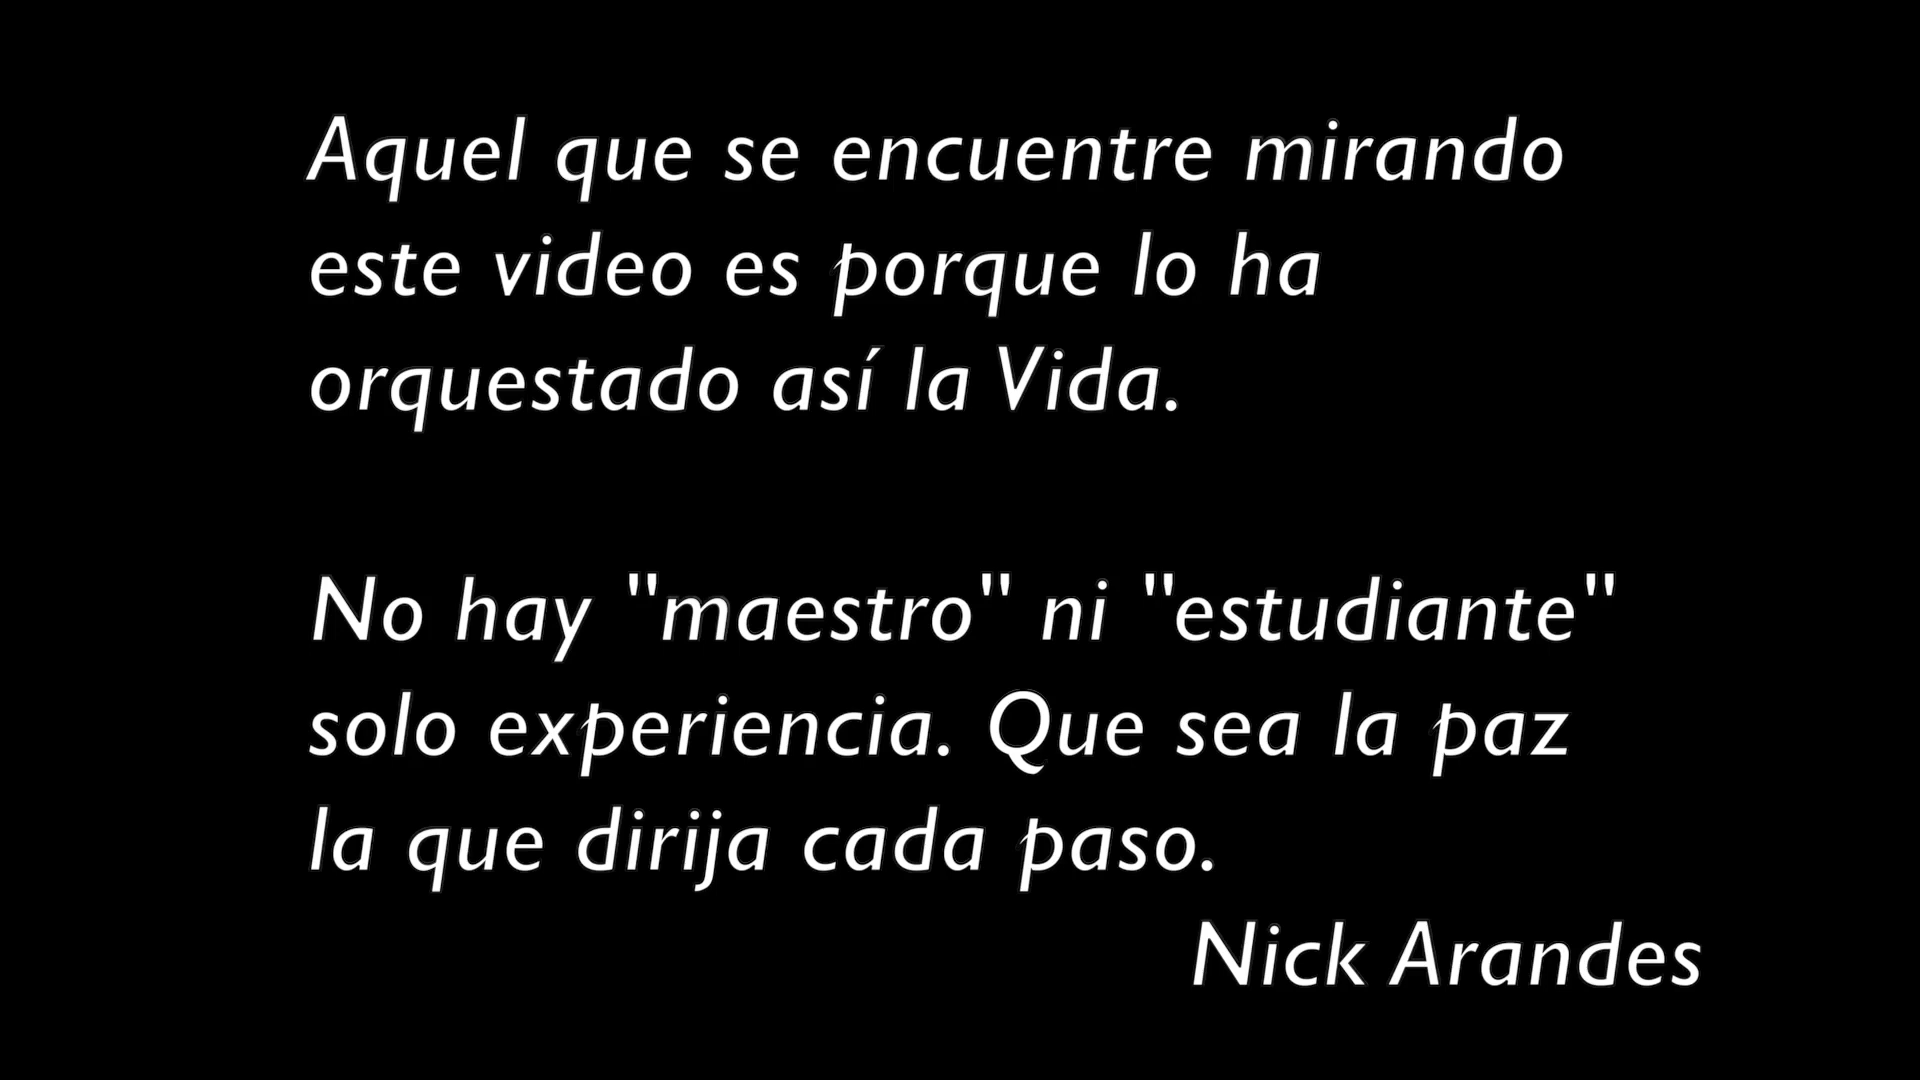 Aquel que se encuentre mirando
este video es porque lo ha
orquestado así la Vida.
No hay "maestro" ni "estudiante"
solo experiencia. Que sea la paz
la que dirija cada paso.
Nick Arandes